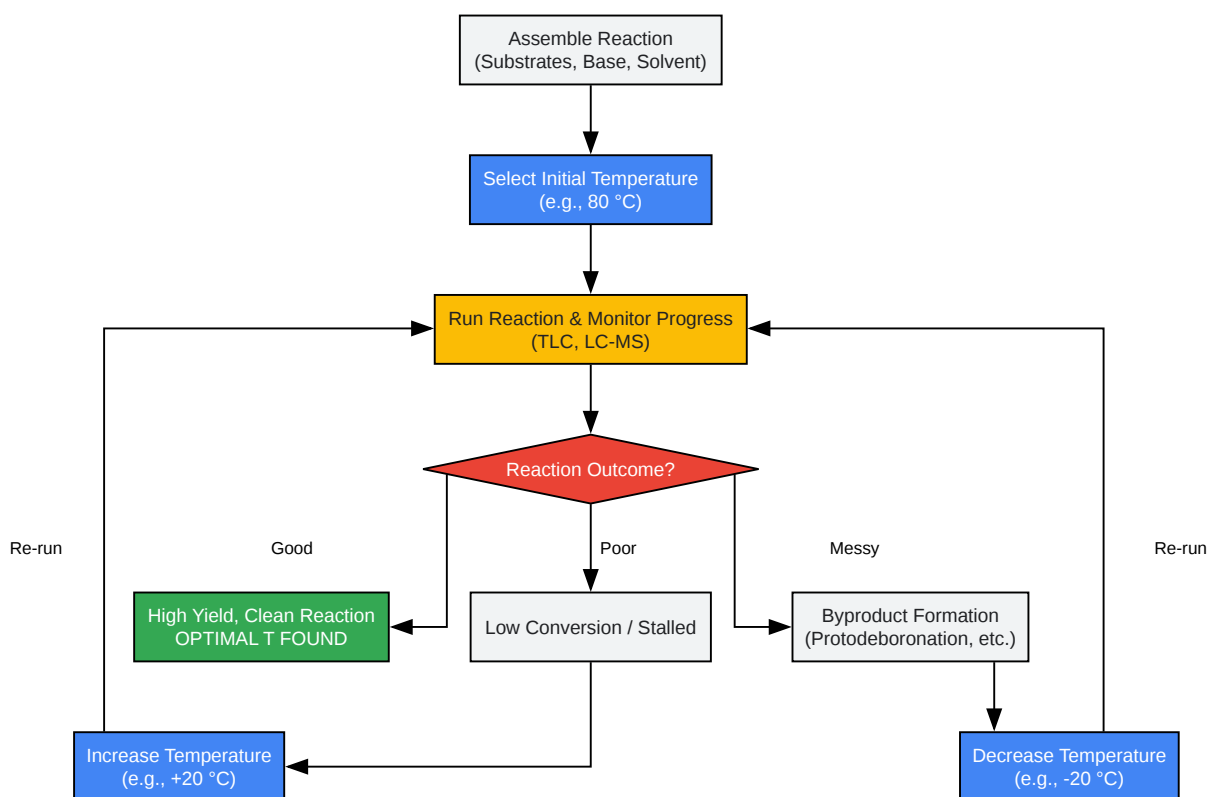 Assemble Reaction
(Substrates, Base, Solvent)
Select Initial Temperature
(e.g., 80 °C)
Run Reaction & Monitor Progress
(TLC, LC-MS)
Reaction Outcome?
Re-run
Good
Poor
Messy
Re-run
High Yield, Clean Reaction
OPTIMAL T FOUND
Low Conversion / Stalled
Byproduct Formation
(Protodeboronation, etc.)
Increase Temperature
(e.g., +20 °C)
Decrease Temperature
(e.g., -20 °C)